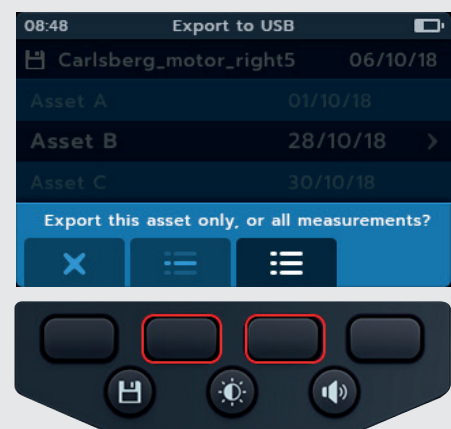 08:48 Export to USB
Carlsberg_motor_right5 06/10/18
Asset A 01/10/18
Asset B 28/10/18
Asset C 30/10/18
Export this asset only, or all measurements?